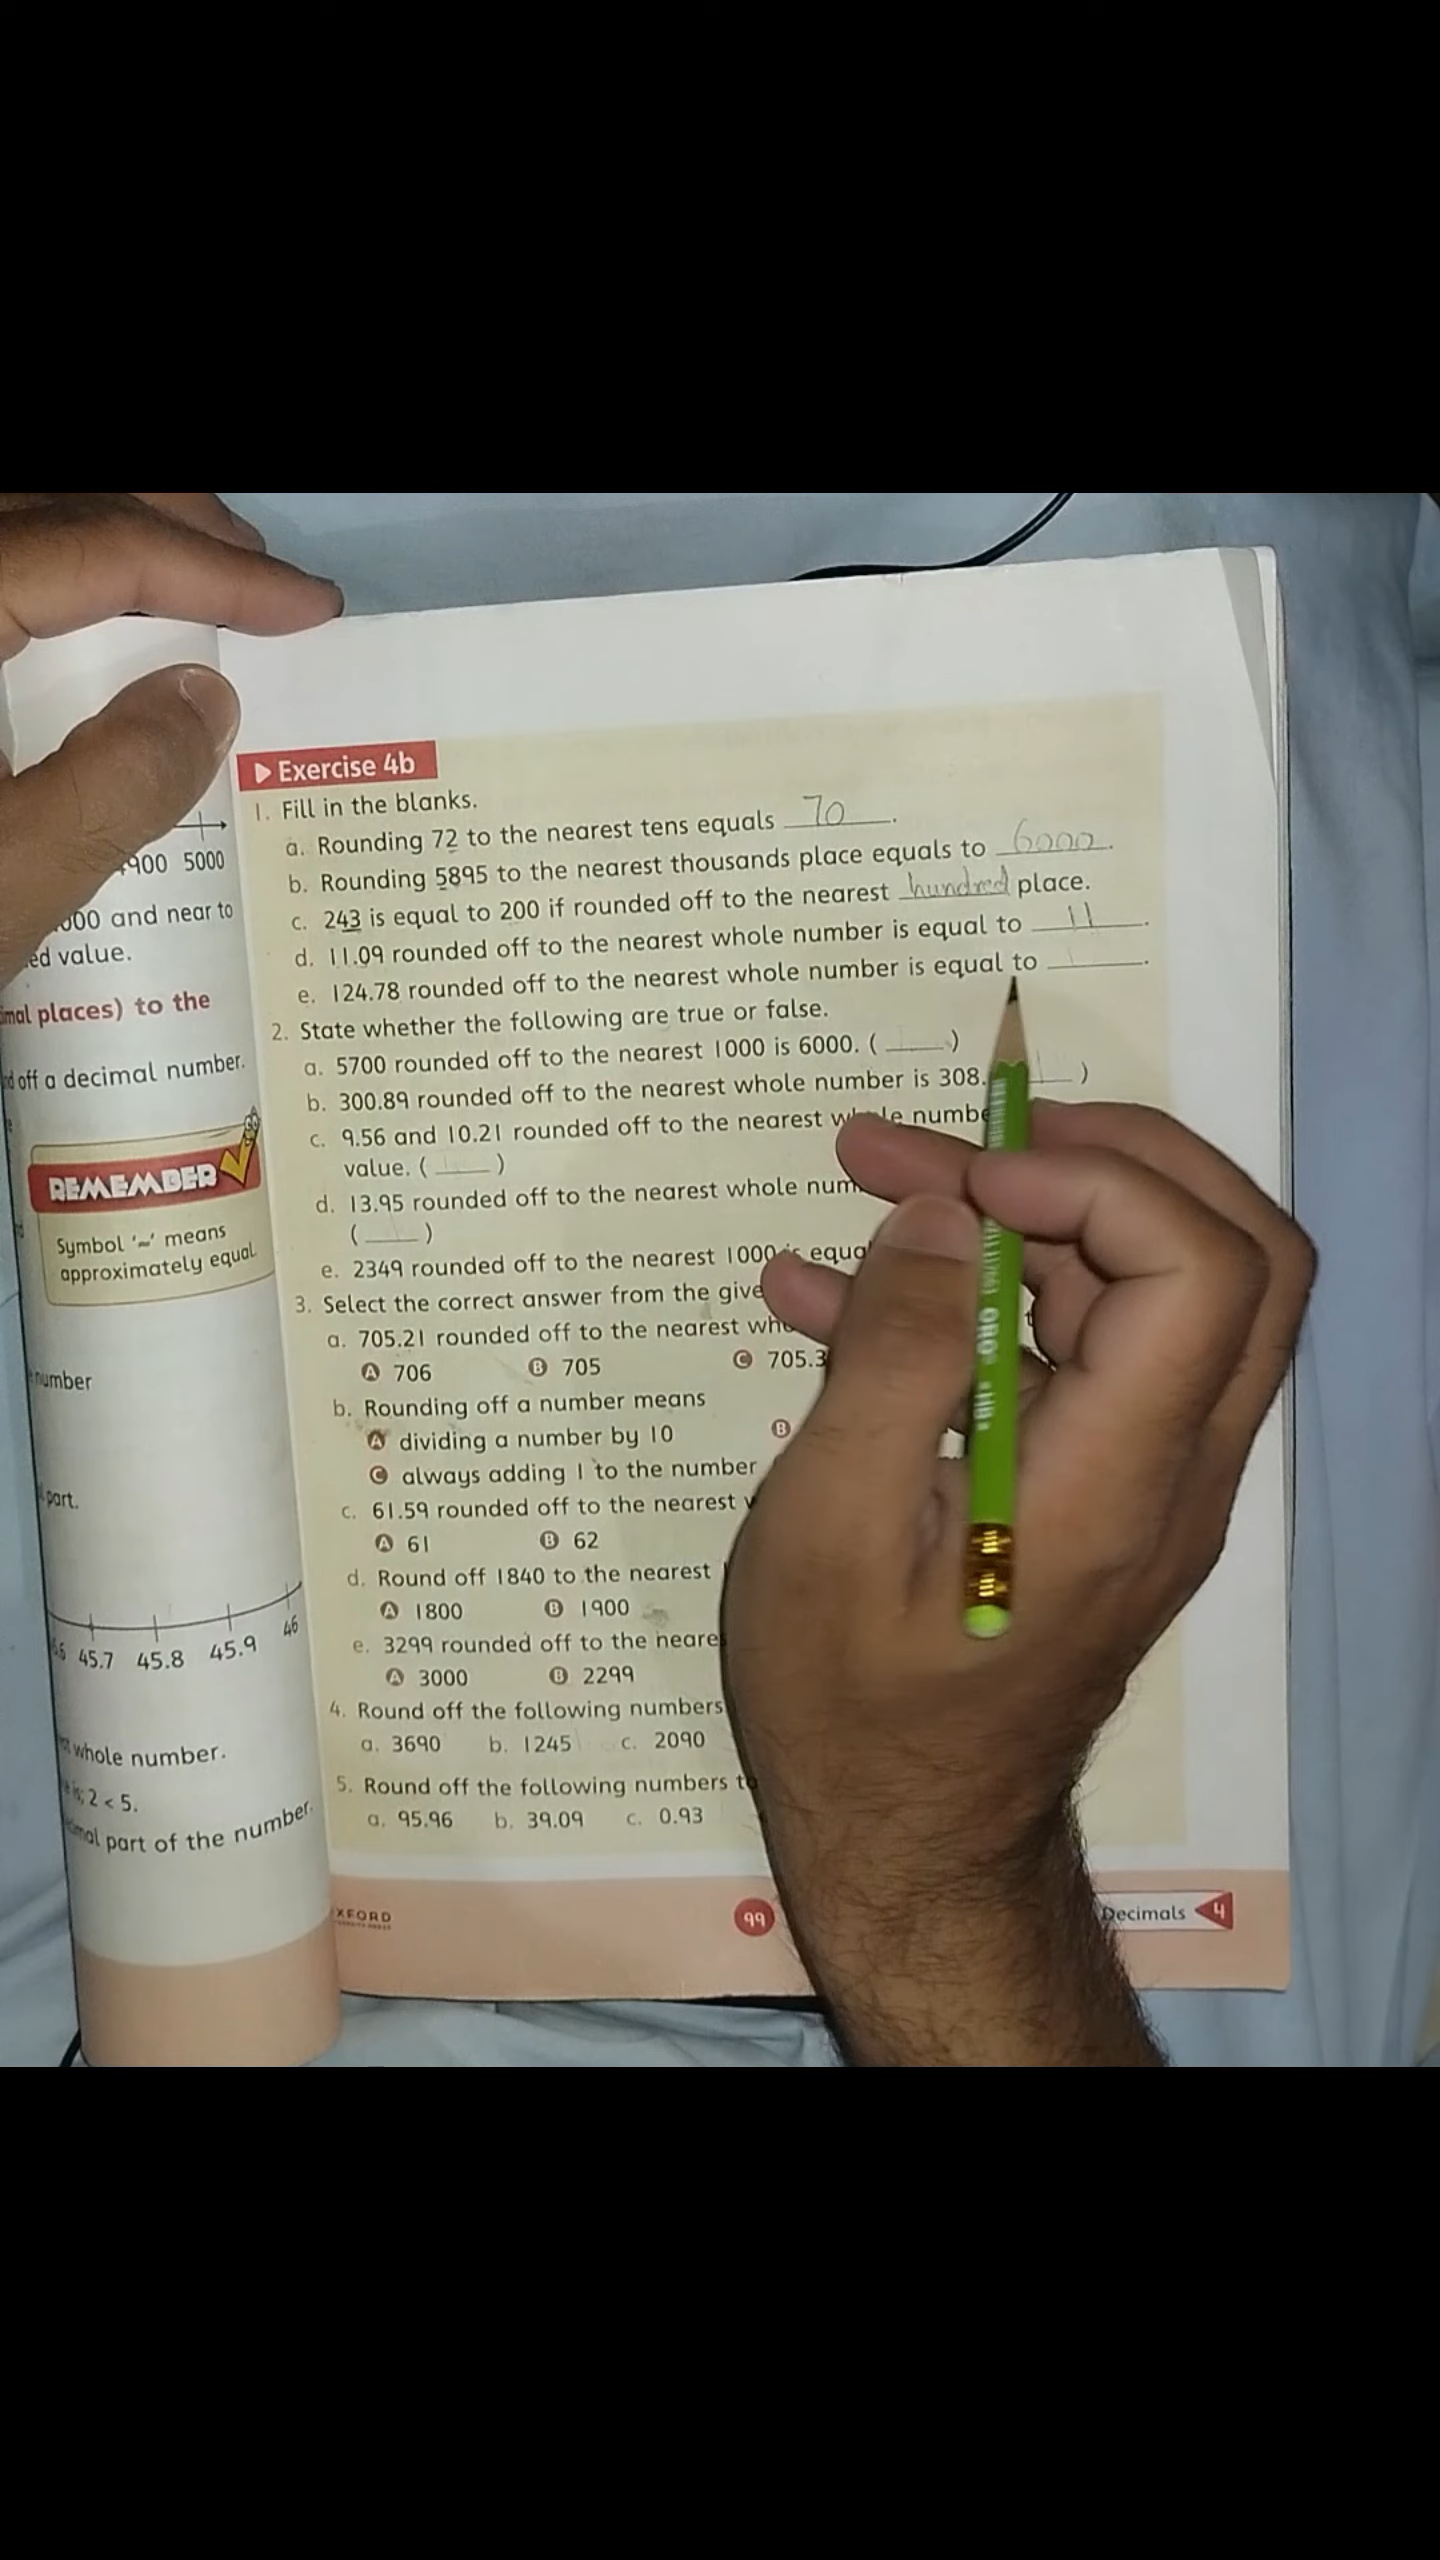 900 5000
000 and near to
ed value.
imal places) to the
d off a decimal number.
REMEMBER
Symbol '~' means
approximately equal
number
part.
45.7 45.8 45.9 46
whole number.
is; 2 < 5.
part of the number.
Exercise 4b
1. Fill in the blanks.
a. Rounding 72 to the nearest tens equals 70.
b. Rounding 5895 to the nearest thousands place equals to 6000.
c. 243 is equal to 200 if rounded off to the nearest hundred place.
d. 11.09 rounded off to the nearest whole number is equal to 11.
e. 124.78 rounded off to the nearest whole number is equal to ____.
2. State whether the following are true or false.
a. 5700 rounded off to the nearest 1000 is 6000. (____)
b. 300.89 rounded off to the nearest whole number is 308. ____)
c. 9.56 and 10.21 rounded off to the nearest whole numbe
value. (____)
d. 13.95 rounded off to the nearest whole num
(____)
e. 2349 rounded off to the nearest 1000 is equa
3. Select the correct answer from the give
a. 705.21 rounded off to the nearest who
A 706 B 705 C 705.3
b. Rounding off a number means
A dividing a number by 10 B
C always adding 1 to the number
c. 61.59 rounded off to the nearest w
A 61 B 62
d. Round off 1840 to the nearest
A 1800 B 1900
e. 3299 rounded off to the neares
A 3000 B 2299
4. Round off the following numbers
a. 3690 b. 1245 c. 2090
5. Round off the following numbers to
a. 95.96 b. 39.09 c. 0.93
XFORD
99
Decimals 4
ORO HB